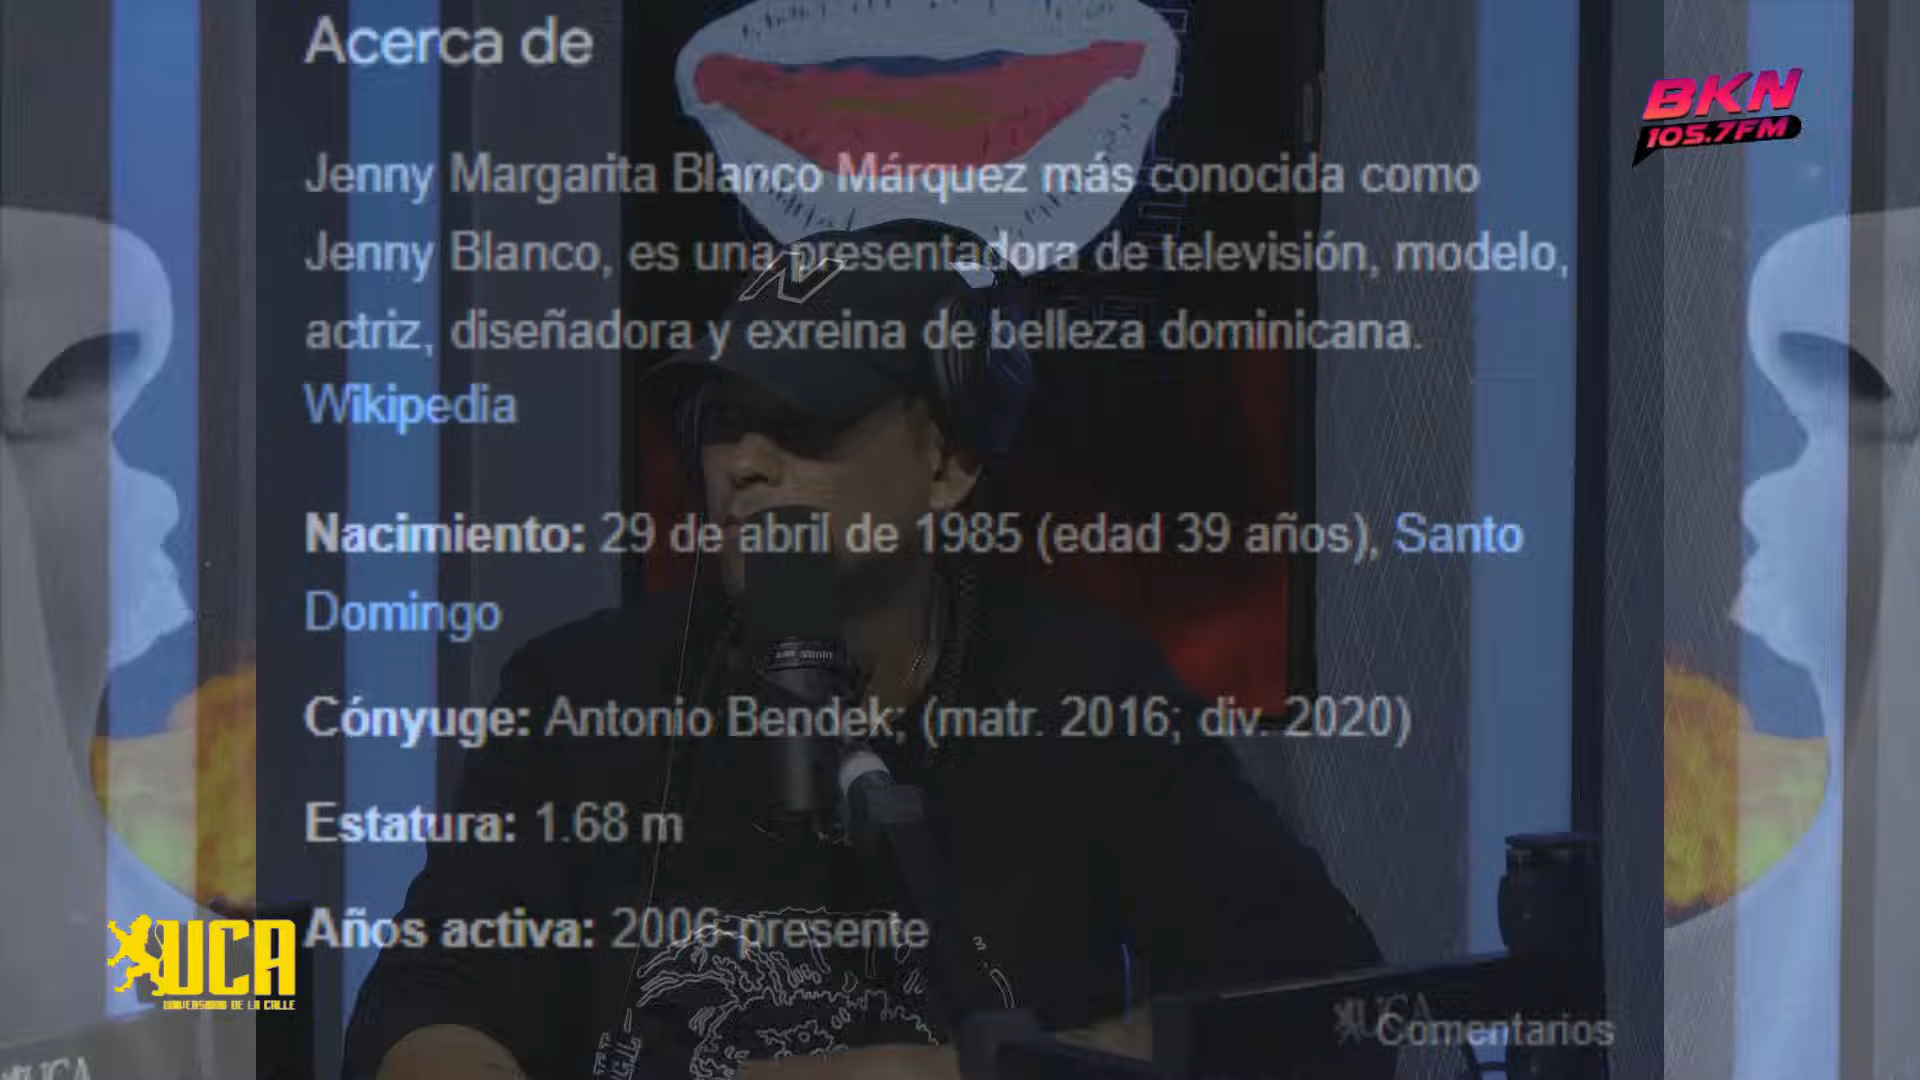 Acerca de
BKN
105.7FM
Jenny Margarita Blanco Márquez más conocida como
Jenny Blanco, es una presentadora de televisión, modelo,
actriz, diseñadora y exreina de belleza dominicana.
Wikipedia
Nacimiento: 29 de abril de 1985 (edad 39 años), Santo
Domingo
Cónyuge: Antonio Bendek; (matr. 2016; div. 2020)
Estatura: 1.68 m
Años activa: 2006-presente
UCA
UNIVERSIDAD DE LA CALLE
UCA
Comentarios
UCA